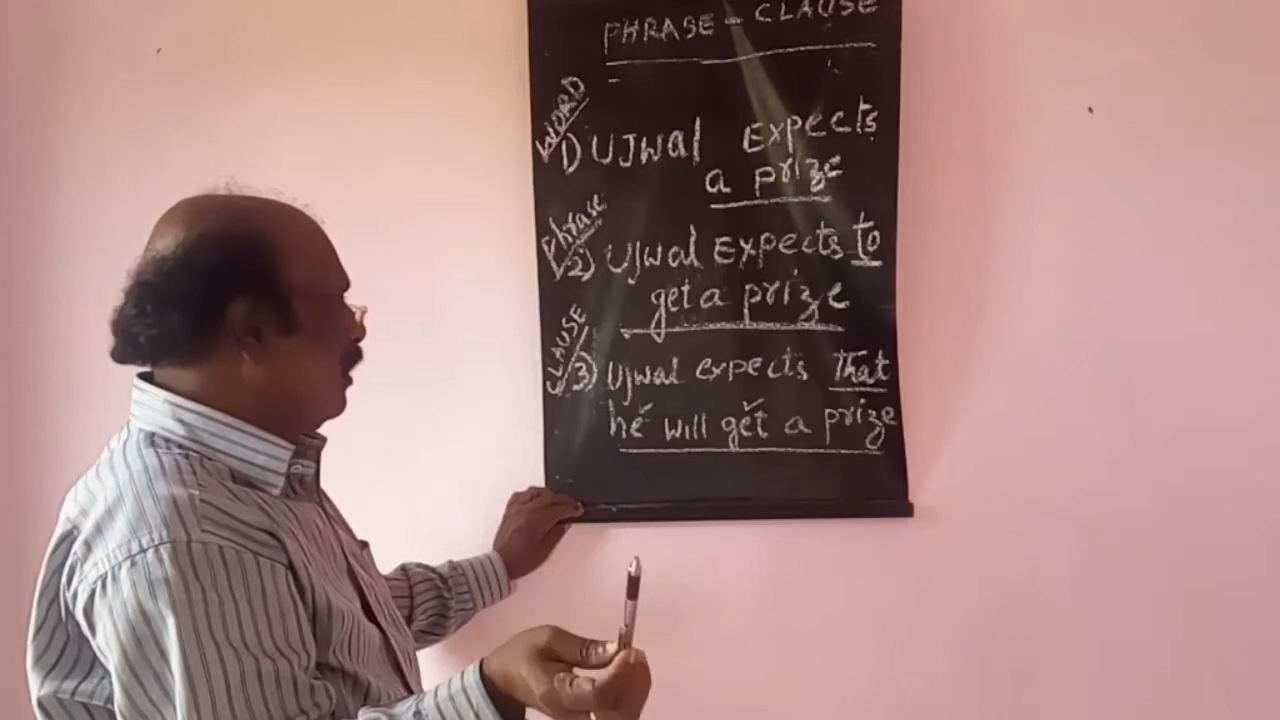 PHRASE - CLAUSE
WORD
1) UJwal Expects
a prize
Phrase
2) Ujwal Expects to
get a prize
CLAUSE
3) Ujwal expects That
he will get a prize